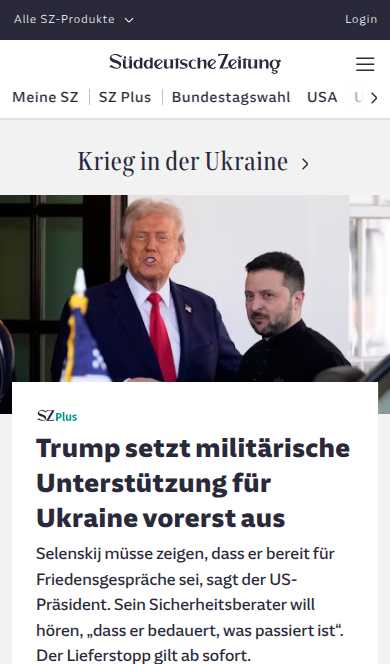 Alle SZ-Produkte
Login
Süddeutsche Zeitung
Meine SZ SZ Plus Bundestagswahl USA
Krieg in der Ukraine
SZ Plus
Trump setzt militärische
Unterstützung für
Ukraine vorerst aus
Selenskij müsse zeigen, dass er bereit für
Friedensgespräche sei, sagt der US-
Präsident. Sein Sicherheitsberater will
hören, „dass er bedauert, was passiert ist“.
Der Lieferstopp gilt ab sofort.